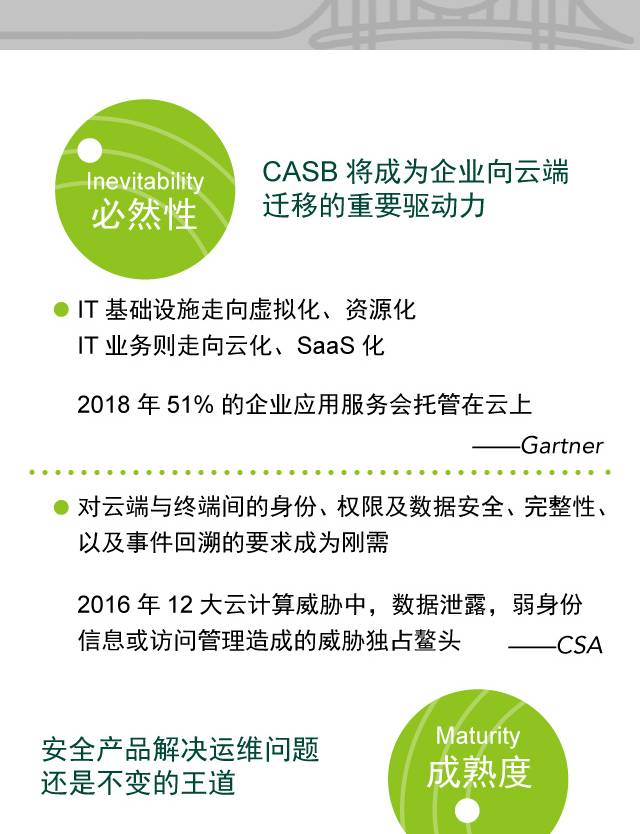 Inevitability
必然性
CASB 将成为企业向云端
迁移的重要驱动力
IT 基础设施走向虚拟化、资源化
IT 业务则走向云化、SaaS 化
2018 年 51% 的企业应用服务会托管在云上
——Gartner
对云端与终端间的身份、权限及数据安全、完整性、
以及事件回溯的要求成为刚需
2016 年 12 大云计算威胁中，数据泄露，弱身份
信息或访问管理造成的威胁独占鳌头
——CSA
安全产品解决运维问题
还是不变的王道
Maturity
成熟度